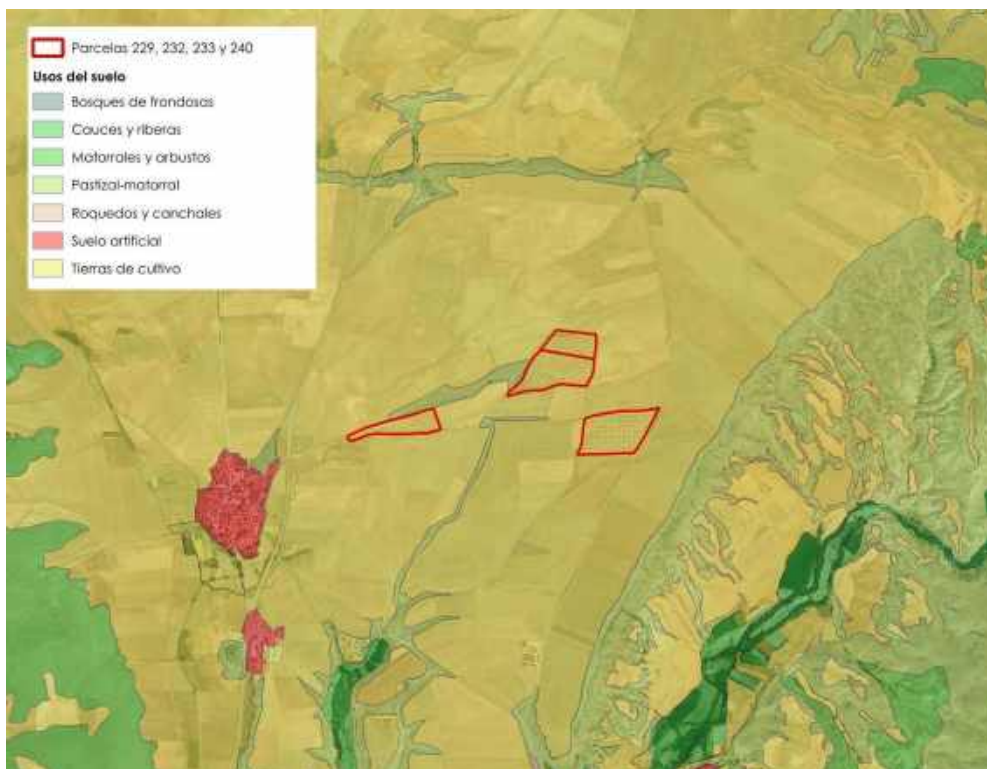 Parcelas 229, 232, 233 y 240
Usos del suelo
Bosques de frondosas
Cauces y riberas
Matorrales y arbustos
Pastizal-matorral
Roquedos y canchales
Suelo artificial
Tierras de cultivo